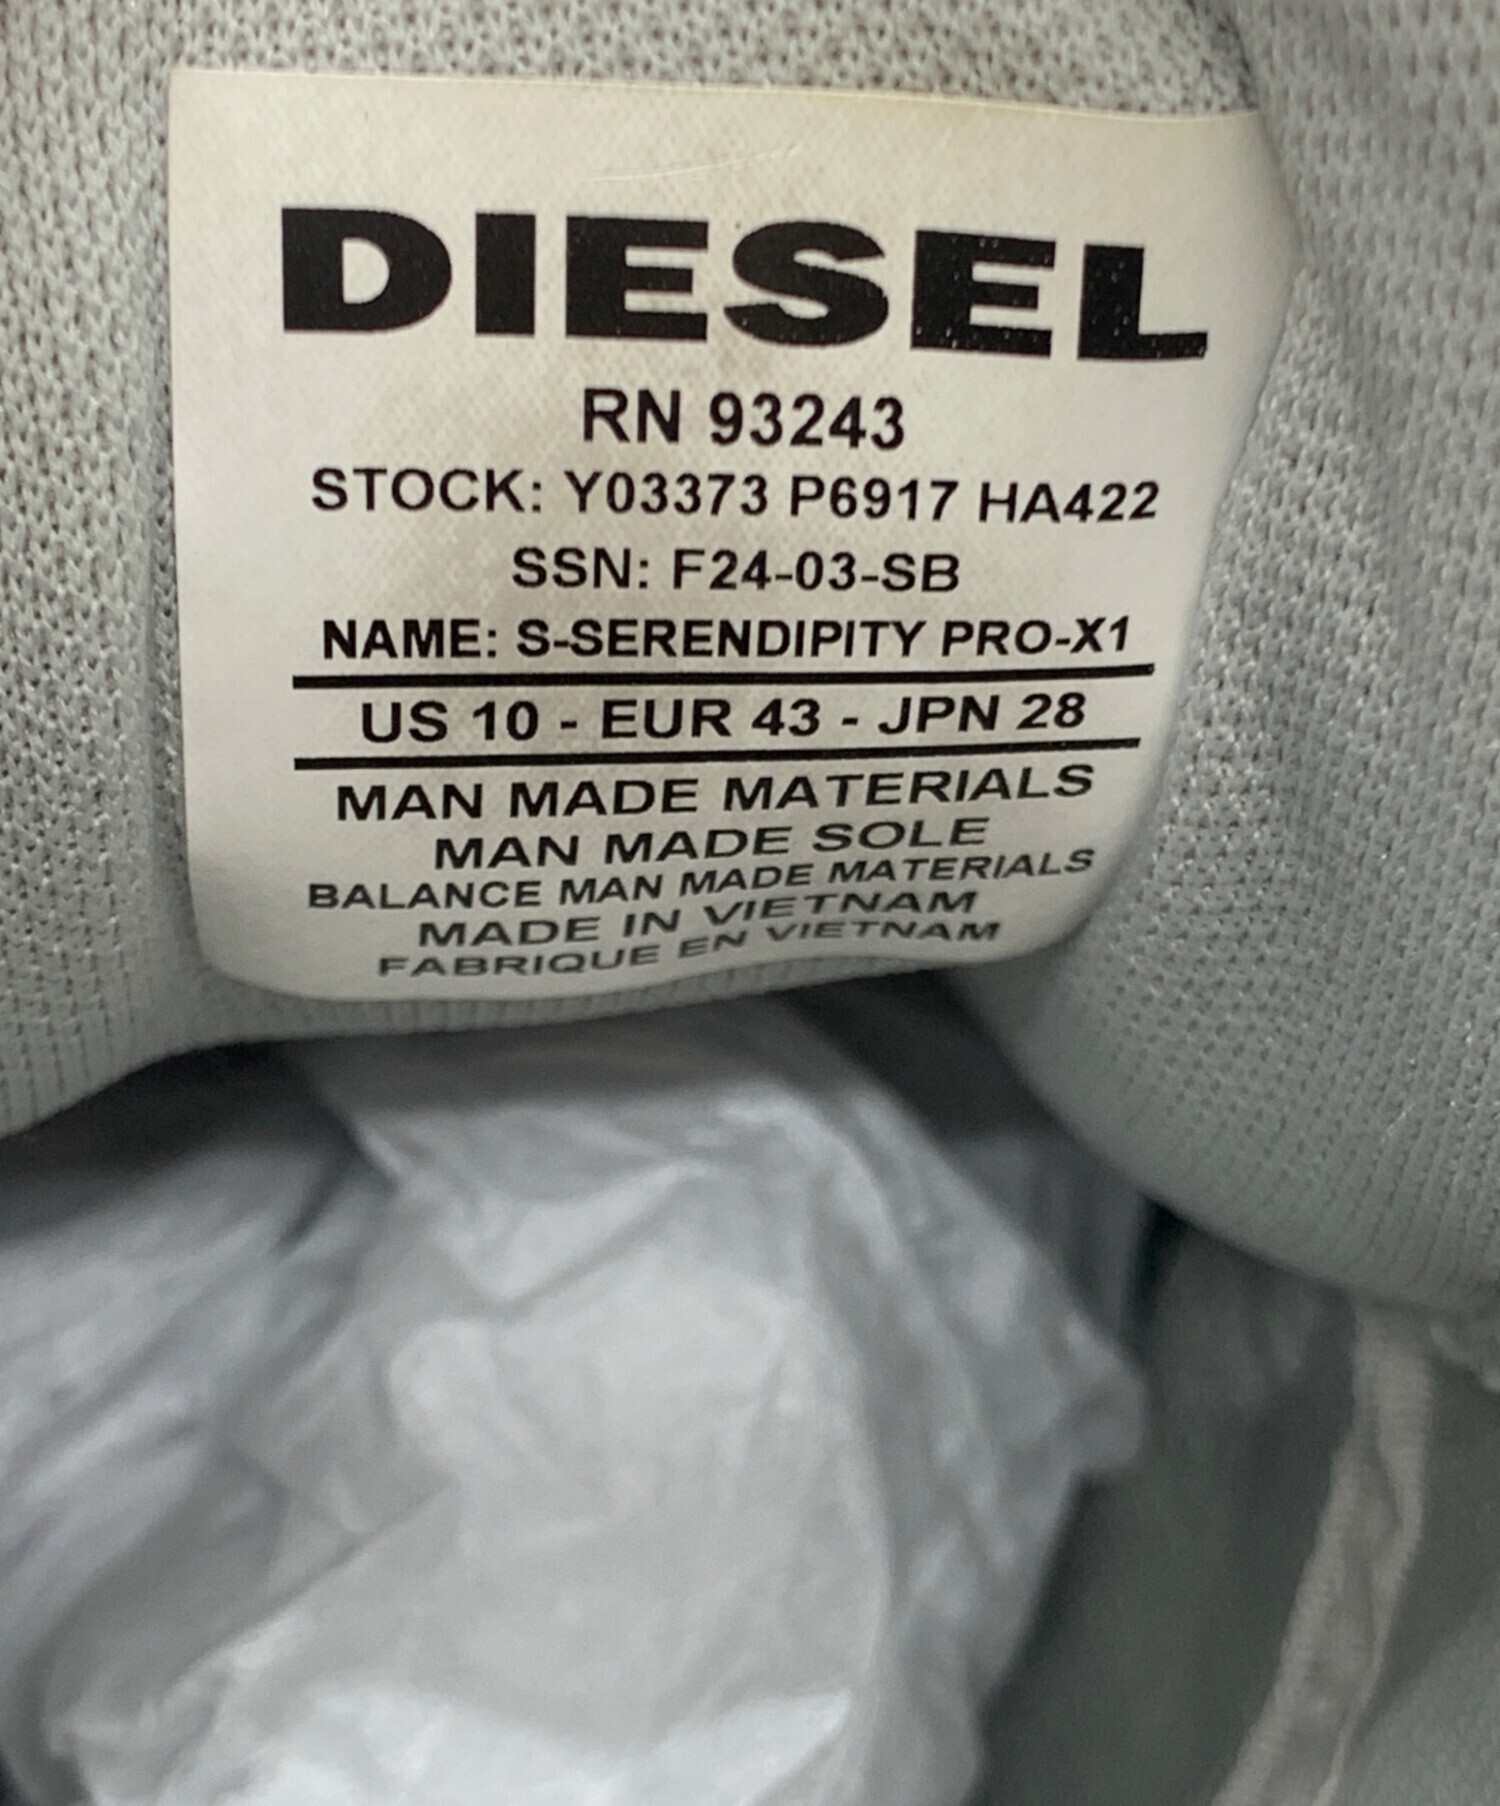 DIESEL
RN 93243
STOCK: Y03373 P6917 HA422
SSN: F24-03-SB
NAME: S-SERENDIPITY PRO-X1
US 10 - EUR 43 - JPN 28
MAN MADE MATERIALS
MAN MADE SOLE
BALANCE MAN MADE MATERIALS
MADE IN VIETNAM
FABRIQUE EN VIETNAM